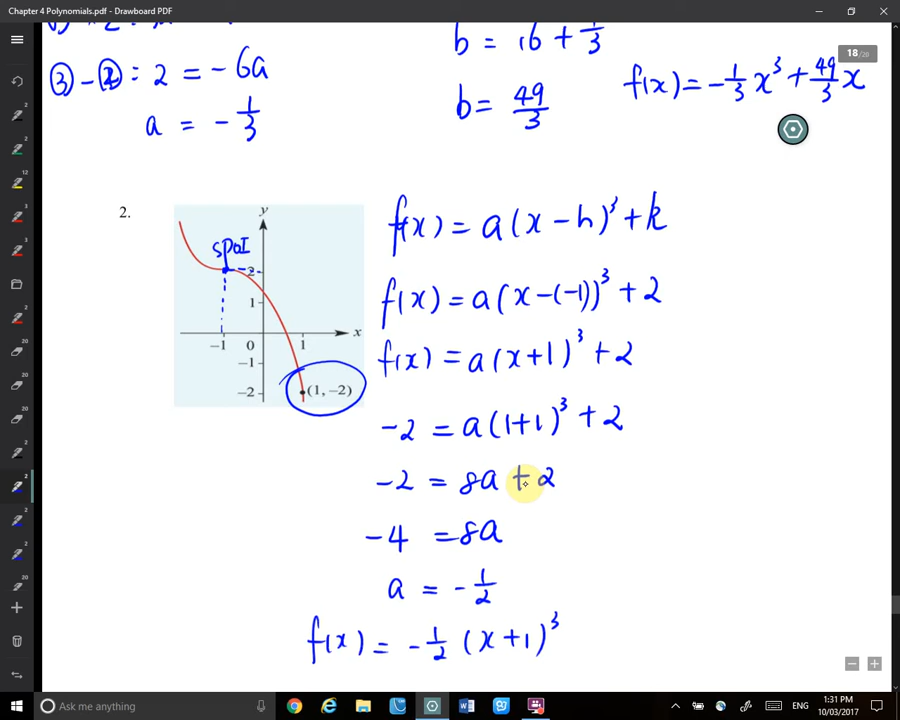 Chapter 4 Polynomials.- Drawboard PDF
b = 16 + 1/3
18/26
③ - ②: 2 = -6a
f(x) = -1/3 x³ + 49/3 x
a = -1/3
b = 49/3
2.
f(x) = a(x-h)³ + k
y
spoI
2
f(x) = a(x-(-1))³ + 2
1
-1 0 1 x
f(x) = a(x+1)³ + 2
-1
-2 (1, -2)
-2 = a(1+1)³ + 2
-2 = 8a + 2
-4 = 8a
a = -1/2
f(x) = -1/2 (x+1)³
Ask me anything
1:31 PM
10/03/2017